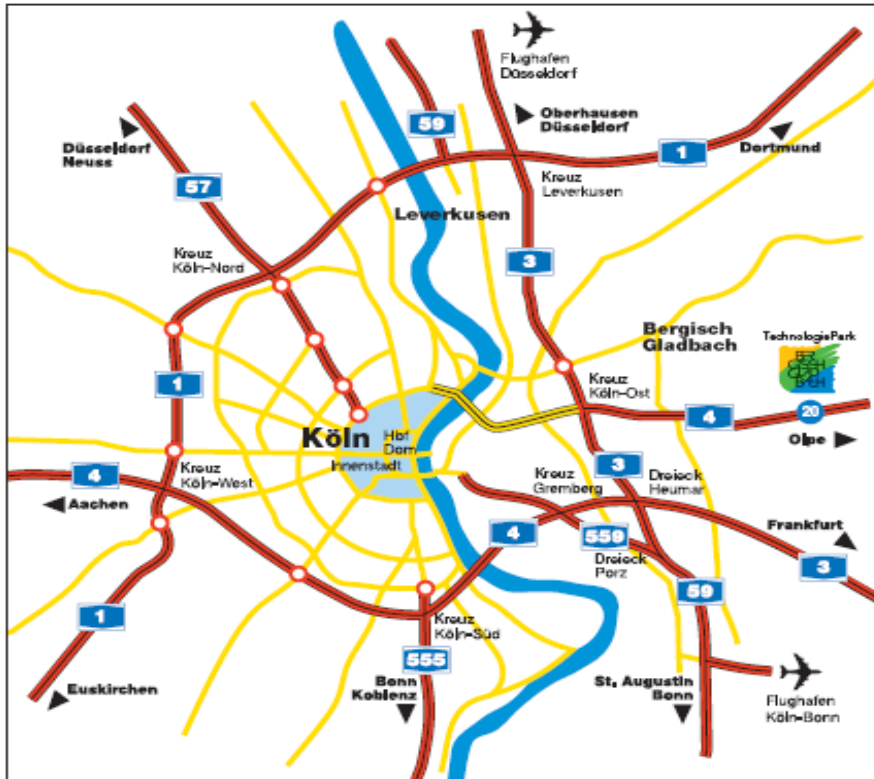 Flughafen
Düsseldorf
59
Oberhausen
Düsseldorf
1
Dortmund
Düsseldorf
Neuss
57
Kreuz
Leverkusen
Leverkusen
Kreuz
Köln-Nord
3
Bergisch
Gladbach
TechnologiePark
1
Kreuz
Köln-Ost
4
20
Olpe
Köln
Hbf
Dom
Innenstadt
4
Kreuz
Köln-West
Aachen
3
Kreuz
Gremberg
Dreieck
Heumar
4
559
Frankfurt
Dreieck
Porz
3
59
1
Kreuz
Köln-Süd
555
Euskirchen
Bonn
Koblenz
St. Augustin
Bonn
Flughafen
Köln-Bonn